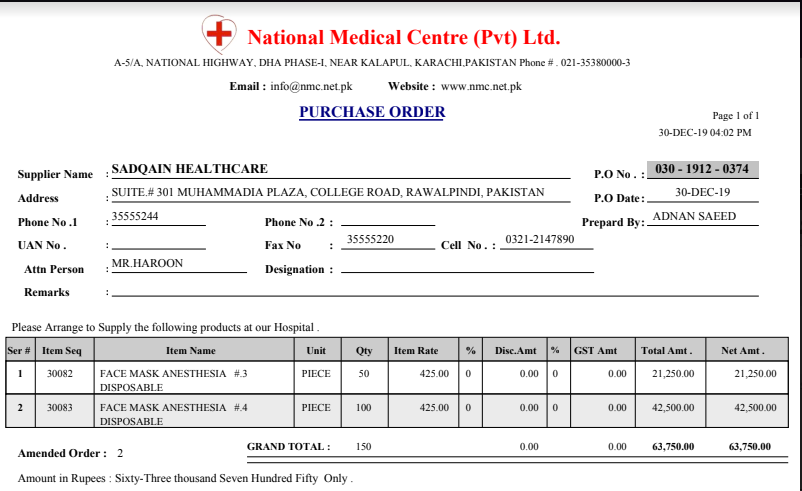 National Medical Centre (Pvt) Ltd.
A-5/A, NATIONAL HIGHWAY, DHA PHASE-I, NEAR KALAPUL, KARACHI,PAKISTAN Phone # . 021-35380000-3
Email : info@nmc.net.pk Website : www.nmc.net.pk
PURCHASE ORDER
Page 1 of 1
30-DEC-19 04:02 PM
Supplier Name : SADQAIN HEALTHCARE P.O No . : 030 - 1912 - 0374
Address : SUITE.# 301 MUHAMMADIA PLAZA, COLLEGE ROAD, RAWALPINDI, PAKISTAN P.O Date : 30-DEC-19
Phone No .1 : 35555244 Phone No .2 : Prepard By : ADNAN SAEED
UAN No . : Fax No : 35555220 Cell No . : 0321-2147890
Attn Person : MR.HAROON Designation :
Remarks :
Please Arrange to Supply the following products at our Hospital .
Ser # Item Seq Item Name Unit Qty Item Rate % Disc.Amt % GST Amt Total Amt . Net Amt .
1 30082 FACE MASK ANESTHESIA #.3 PIECE 50 425.00 0 0.00 0 0.00 21,250.00 21,250.00
DISPOSABLE
2 30083 FACE MASK ANESTHESIA #.4 PIECE 100 425.00 0 0.00 0 0.00 42,500.00 42,500.00
DISPOSABLE
Amended Order : 2 GRAND TOTAL : 150 0.00 0.00 63,750.00 63,750.00
Amount in Rupees : Sixty-Three thousand Seven Hundred Fifty Only .